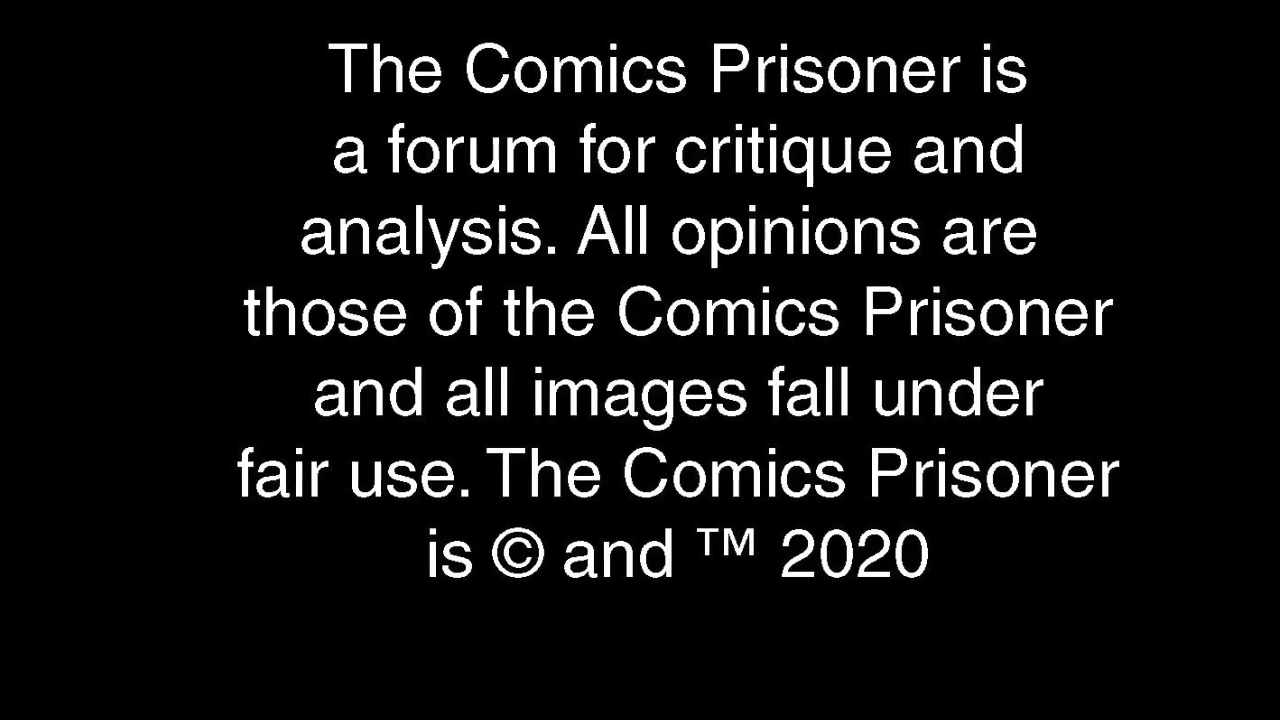 The Comics Prisoner is
a forum for critique and
analysis. All opinions are
those of the Comics Prisoner
and all images fall under
fair use. The Comics Prisoner
is © and ™ 2020